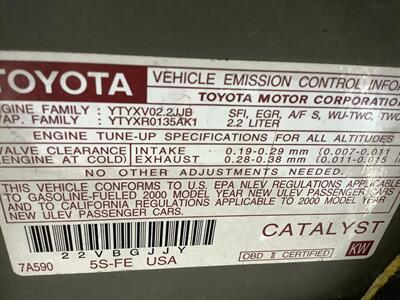 TOYOTA
VEHICLE EMISSION CONTROL INFOR
TOYOTA MOTOR CORPORATION
ENGINE FAMILY : YTYXV02.2JJB SFI, EGR, A/F S, WU-TWC, TWC
EVAP. FAMILY : YTYXR0135AK1 2.2 LITER
ENGINE TUNE-UP SPECIFICATIONS FOR ALL ALTITUDES
VALVE CLEARANCE INTAKE 0.19-0.29 mm (0.007-0.011
(ENGINE AT COLD) EXHAUST 0.28-0.38 mm (0.011-0.015 in
NO OTHER ADJUSTMENTS NEEDED.
THIS VEHICLE CONFORMS TO U.S. EPA NLEV REGULATIONS APPLICABLE
TO GASOLINE-FUELED 2000 MODEL YEAR NEW ULEV PASSENGER CARS
AND TO CALIFORNIA REGULATIONS APPLICABLE TO 2000 MODEL YEAR
NEW ULEV PASSENGER CARS.
22VBGJJY
CATALYST
7A590 5S-FE USA
OBD II CERTIFIED KW